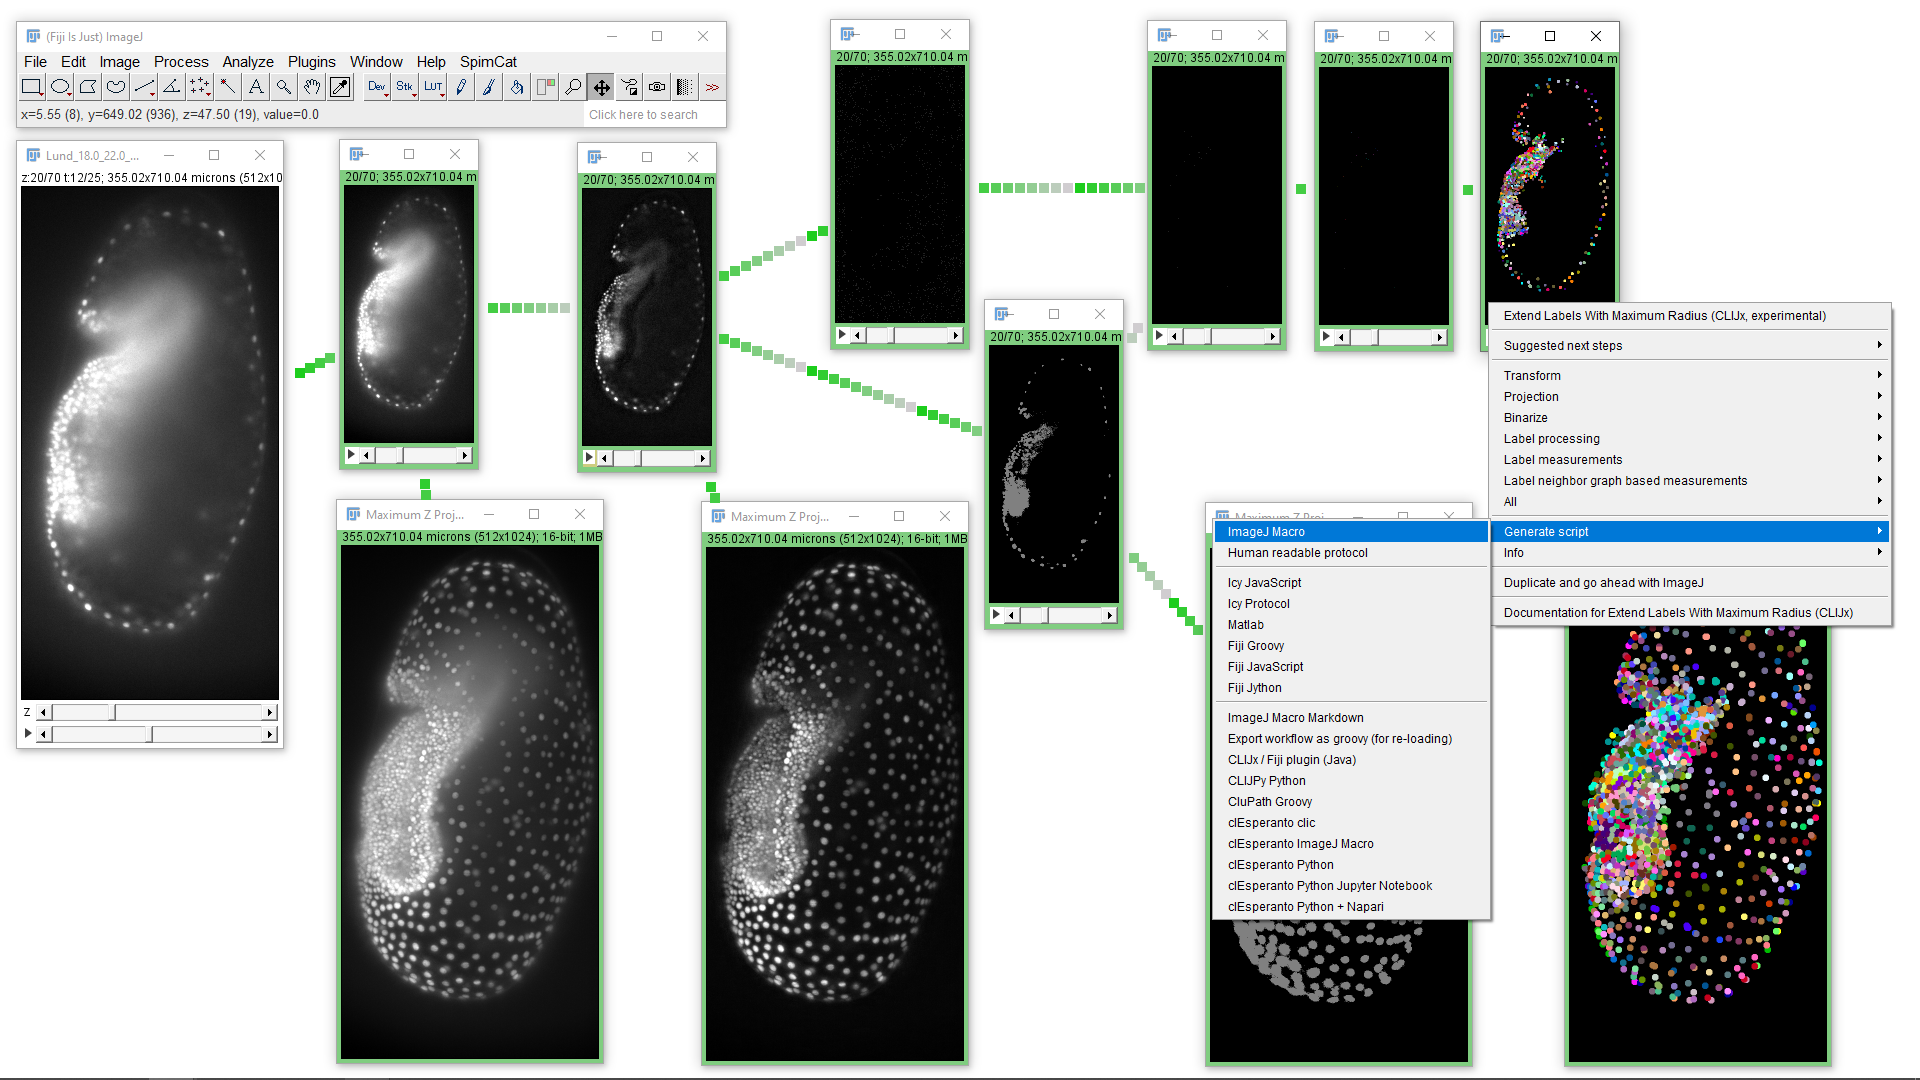 (Fiji Is Just) ImageJ
File Edit Image Process Analyze Plugins Window Help SpimCat
Dev Stk LUT
x=5.55 (8), y=649.02 (936), z=47.50 (19), value=0.0
Click here to search
Lund_18.0_22.0_...
z:20/70 t:12/25; 355.02x710.04 microns (512x10
20/70; 355.02x710.04 m
20/70; 355.02x710.04 m
20/70; 355.02x710.04 m
20/70; 355.02x710.04 m
20/70; 355.02x710.04 m
20/70; 355.02x710.04 m
20/70; 355.02x710.04 m
Z
Maximum Z Proj...
355.02x710.04 microns (512x1024); 16-bit; 1MB
Maximum Z Proj...
355.02x710.04 microns (512x1024); 16-bit; 1MB
Maximum Z Proj...
Extend Labels With Maximum Radius (CLIJx, experimental)
Suggested next steps
Transform
Projection
Binarize
Label processing
Label measurements
Label neighbor graph based measurements
All
Generate script
Info
Duplicate and go ahead with ImageJ
Documentation for Extend Labels With Maximum Radius (CLIJx)
ImageJ Macro
Human readable protocol
Icy JavaScript
Icy Protocol
Matlab
Fiji Groovy
Fiji JavaScript
Fiji Jython
ImageJ Macro Markdown
Export workflow as groovy (for re-loading)
CLIJx / Fiji plugin (Java)
CLIJPy Python
CluPath Groovy
clEsperanto clic
clEsperanto ImageJ Macro
clEsperanto Python
clEsperanto Python Jupyter Notebook
clEsperanto Python + Napari